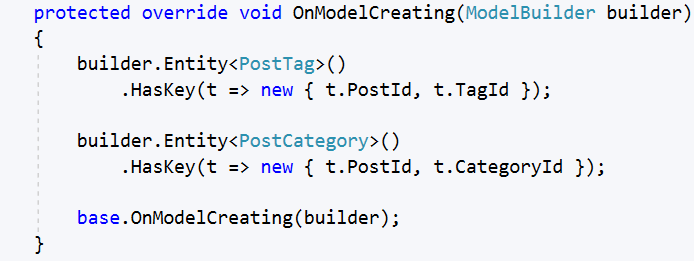 protected override void OnModelCreating(ModelBuilder builder)
{
builder.Entity<PostTag>()
.HasKey(t => new { t.PostId, t.TagId });
builder.Entity<PostCategory>()
.HasKey(t => new { t.PostId, t.CategoryId });
base.OnModelCreating(builder);
}